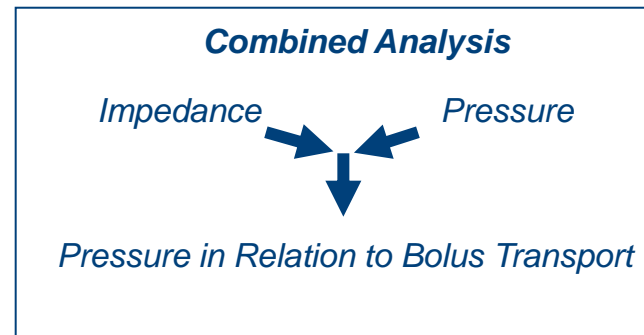 Combined Analysis
Impedance Pressure
Pressure in Relation to Bolus Transport